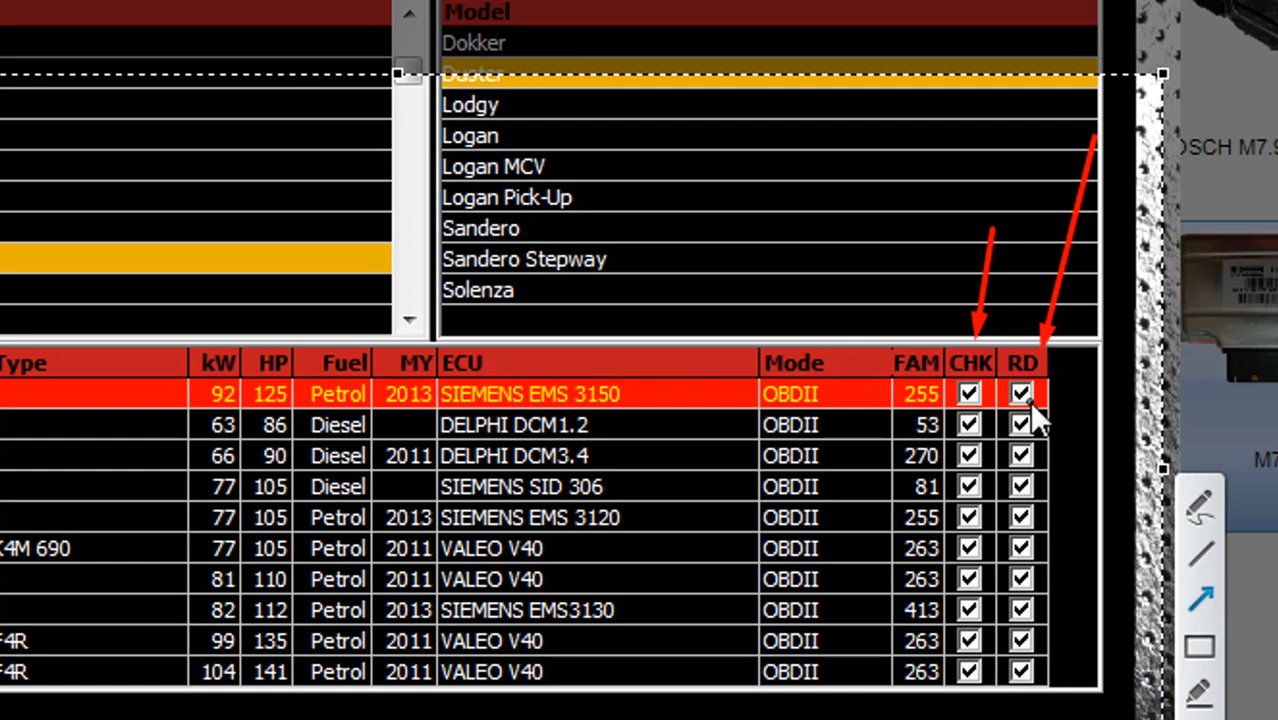 Model
Dokker
Duster
Lodgy
Logan
Logan MCV
Logan Pick-Up
Sandero
Sandero Stepway
Solenza
OSCH M7.9
Type kW HP Fuel MY ECU Mode FAM CHK RD
92 125 Petrol 2013 SIEMENS EMS 3150 OBDII 255
63 86 Diesel DELPHI DCM1.2 OBDII 53
66 90 Diesel 2011 DELPHI DCM3.4 OBDII 270
M7
77 105 Diesel SIEMENS SID 306 OBDII 81
77 105 Petrol 2013 SIEMENS EMS 3120 OBDII 255
K4M 690 77 105 Petrol 2011 VALEO V40 OBDII 263
81 110 Petrol 2011 VALEO V40 OBDII 263
82 112 Petrol 2013 SIEMENS EMS3130 OBDII 413
F4R 99 135 Petrol 2011 VALEO V40 OBDII 263
F4R 104 141 Petrol 2011 VALEO V40 OBDII 263